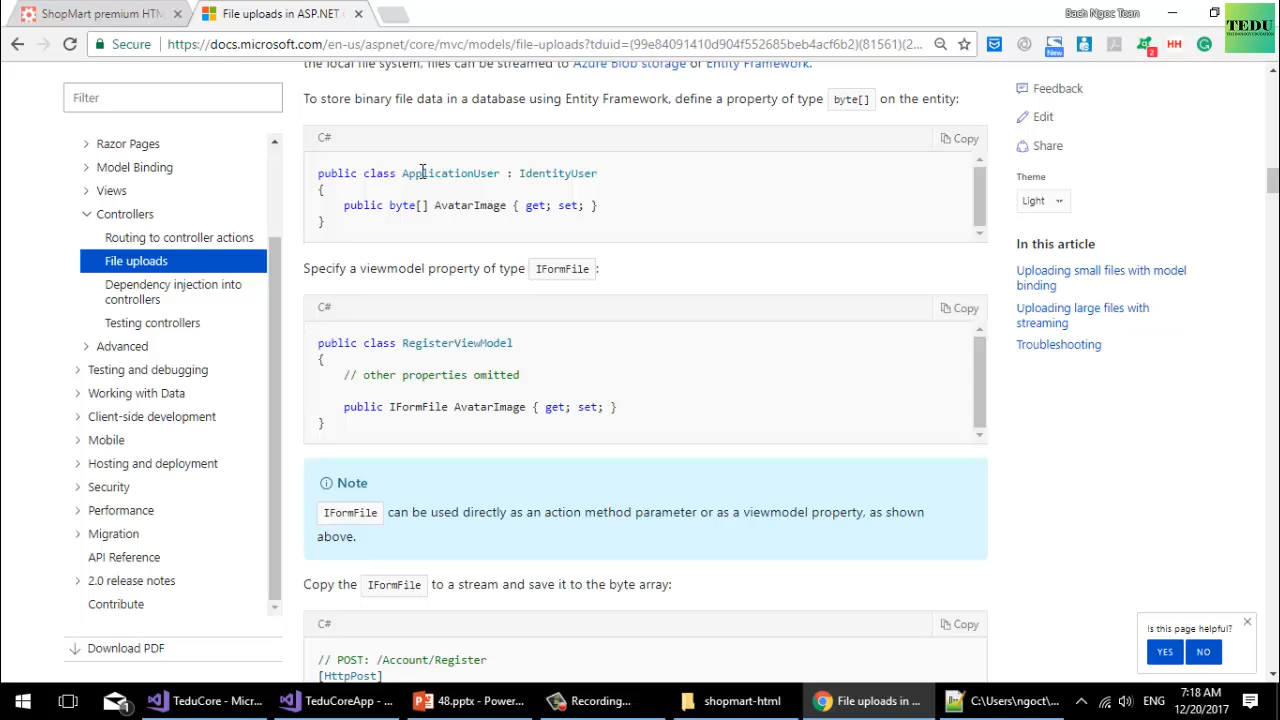 ShopMart premium HTM
File uploads in ASP.NET
Bach Ngoc Toan
TEDU
Secure
https://docs.microsoft.com/en-us/aspnet/core/mvc/models/file-uploads?tduid=(99e84091410d904f552685beb4acf6b2)(81561)(2...
New
2
HH
Filter
Razor Pages
Model Binding
Views
Controllers
Routing to controller actions
File uploads
Dependency injection into
controllers
Testing controllers
Advanced
Testing and debugging
Working with Data
Client-side development
Mobile
Hosting and deployment
Security
Performance
Migration
API Reference
2.0 release notes
Contribute
Download PDF
the local file system, files can be streamed to Azure Blob storage or Entity Framework.
To store binary file data in a database using Entity Framework, define a property of type byte[] on the entity:
C#
Copy
public class ApplicationUser : IdentityUser
{
public byte[] AvatarImage { get; set; }
}
Specify a viewmodel property of type IFormFile :
C#
Copy
public class RegisterViewModel
{
// other properties omitted
public IFormFile AvatarImage { get; set; }
}
Note
IFormFile can be used directly as an action method parameter or as a viewmodel property, as shown
above.
Copy the IFormFile to a stream and save it to the byte array:
C#
Copy
// POST: /Account/Register
[HttpPost]
Feedback
Edit
Share
Theme
Light
In this article
Uploading small files with model
binding
Uploading large files with
streaming
Troubleshooting
Is this page helpful?
YES
NO
1
TeduCore - Micr...
TeduCoreApp - ...
48.pptx - Power...
Recording...
shopmart-html
File uploads in ...
C:\Users\ngoct...
ENG
7:18 AM
12/20/2017